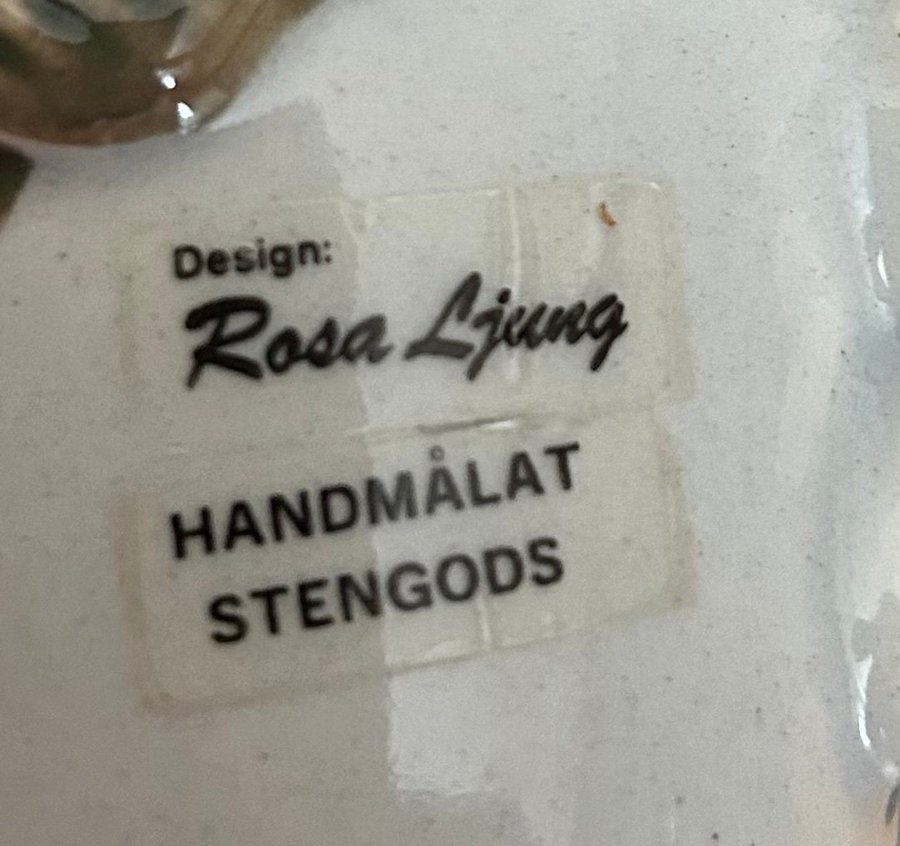 Design:
Rosa Ljung
HANDMÅLAT
STENGODS